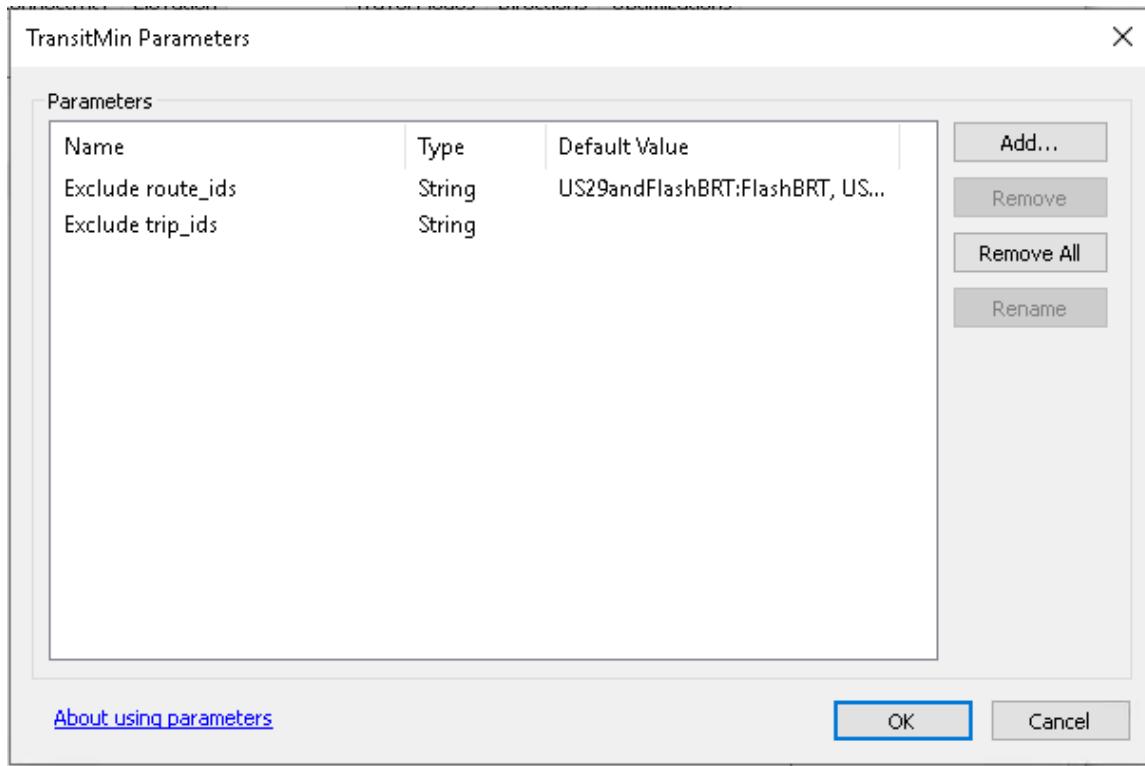 TransitMin Parameters
Parameters
Name Type Default Value
Exclude route_ids String US29andFlashBRT:FlashBRT, US...
Exclude trip_ids String
Add...
Remove
Remove All
Rename
About using parameters
OK Cancel